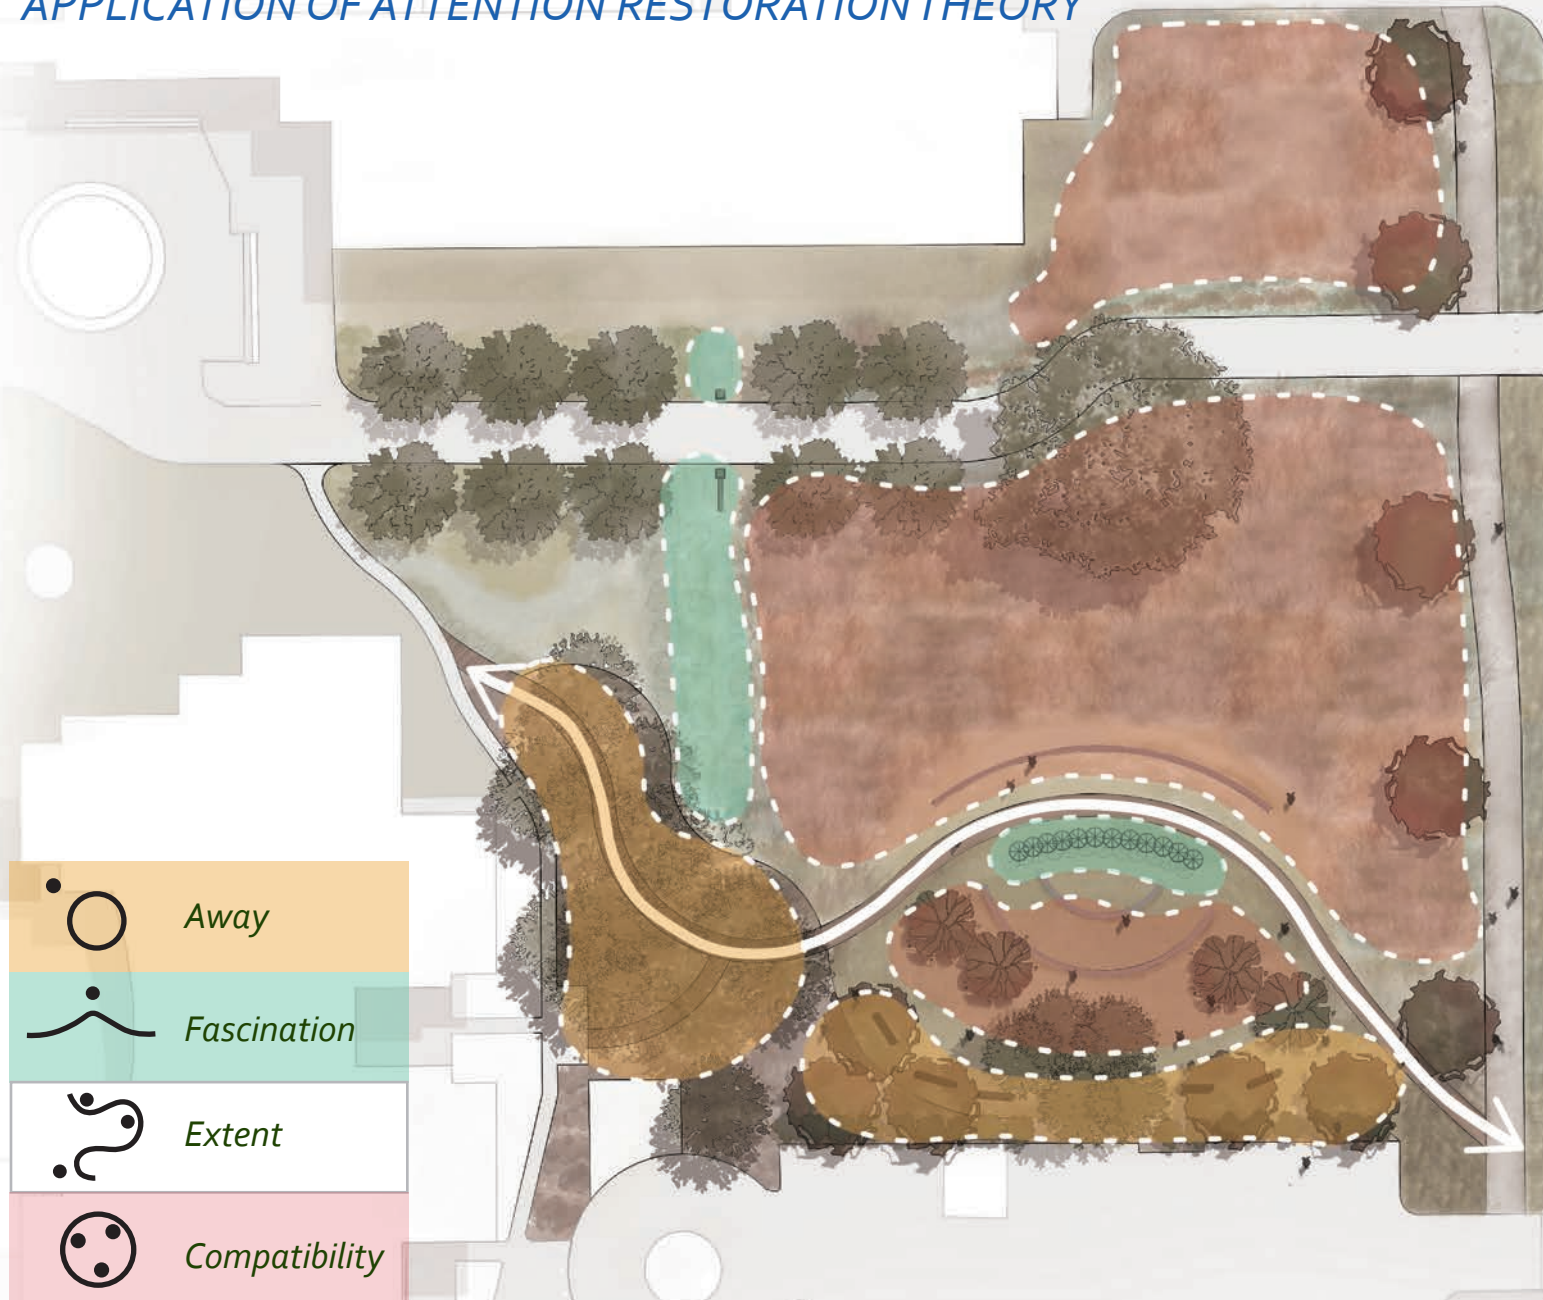 APPLICATION OF ATTENTION RESTORATION THEORY
Away
Fascination
Extent
Compatibility